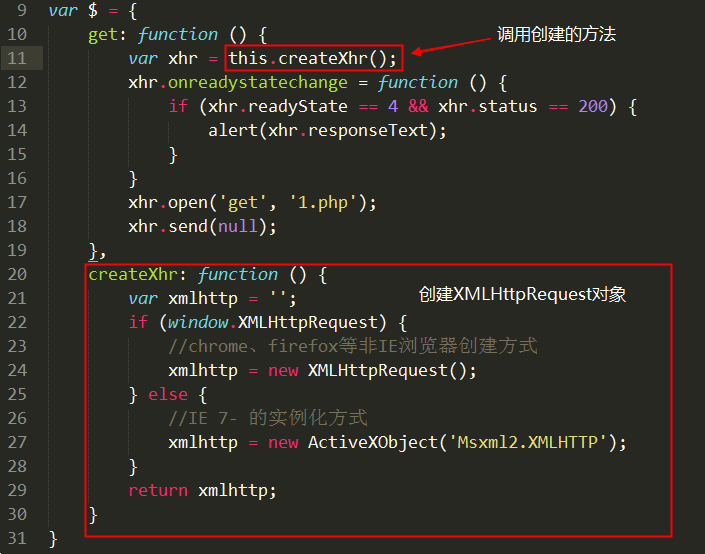 9 var $ = {
10 get: function () { 调用创建的方法
11 var xhr = this.createXhr();
12 xhr.onreadystatechange = function () {
13 if (xhr.readyState == 4 && xhr.status == 200) {
14 alert(xhr.responseText);
15 }
16 }
17 xhr.open('get', '1.php');
18 xhr.send(null);
19 },
20 createXhr: function () {
21 var xmlhttp = ''; 创建XMLHttpRequest对象
22 if (window.XMLHttpRequest) {
23 //chrome、firefox等非IE浏览器创建方式
24 xmlhttp = new XMLHttpRequest();
25 } else {
26 //IE 7- 的实例化方式
27 xmlhttp = new ActiveXObject('Msxml2.XMLHTTP');
28 }
29 return xmlhttp;
30 }
31 }